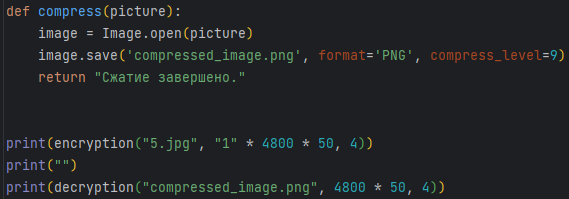 def compress(picture):
    image = Image.open(picture)
    image.save('compressed_image.png', format='PNG', compress_level=9)
    return "Сжатие завершено."
print(encryption("5.jpg", "1" * 4800 * 50, 4))
print("")
print(decryption("compressed_image.png", 4800 * 50, 4))